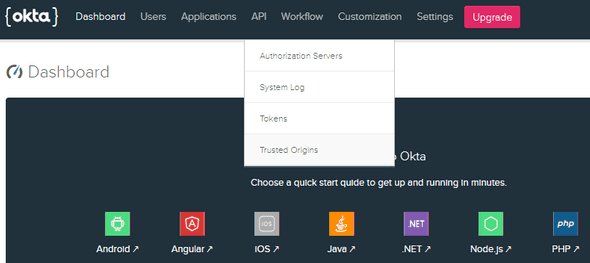 {okta} Dashboard Users Applications API Workflow Customization Settings Upgrade
Authorization Servers
Dashboard
System Log
Tokens
Trusted Origins
Okta
Choose a quick start guide to get up and running in minutes.
iOS php
.NET
Android ↗ Angular ↗ iOS ↗ Java ↗ .NET ↗ Node.js ↗ PHP ↗